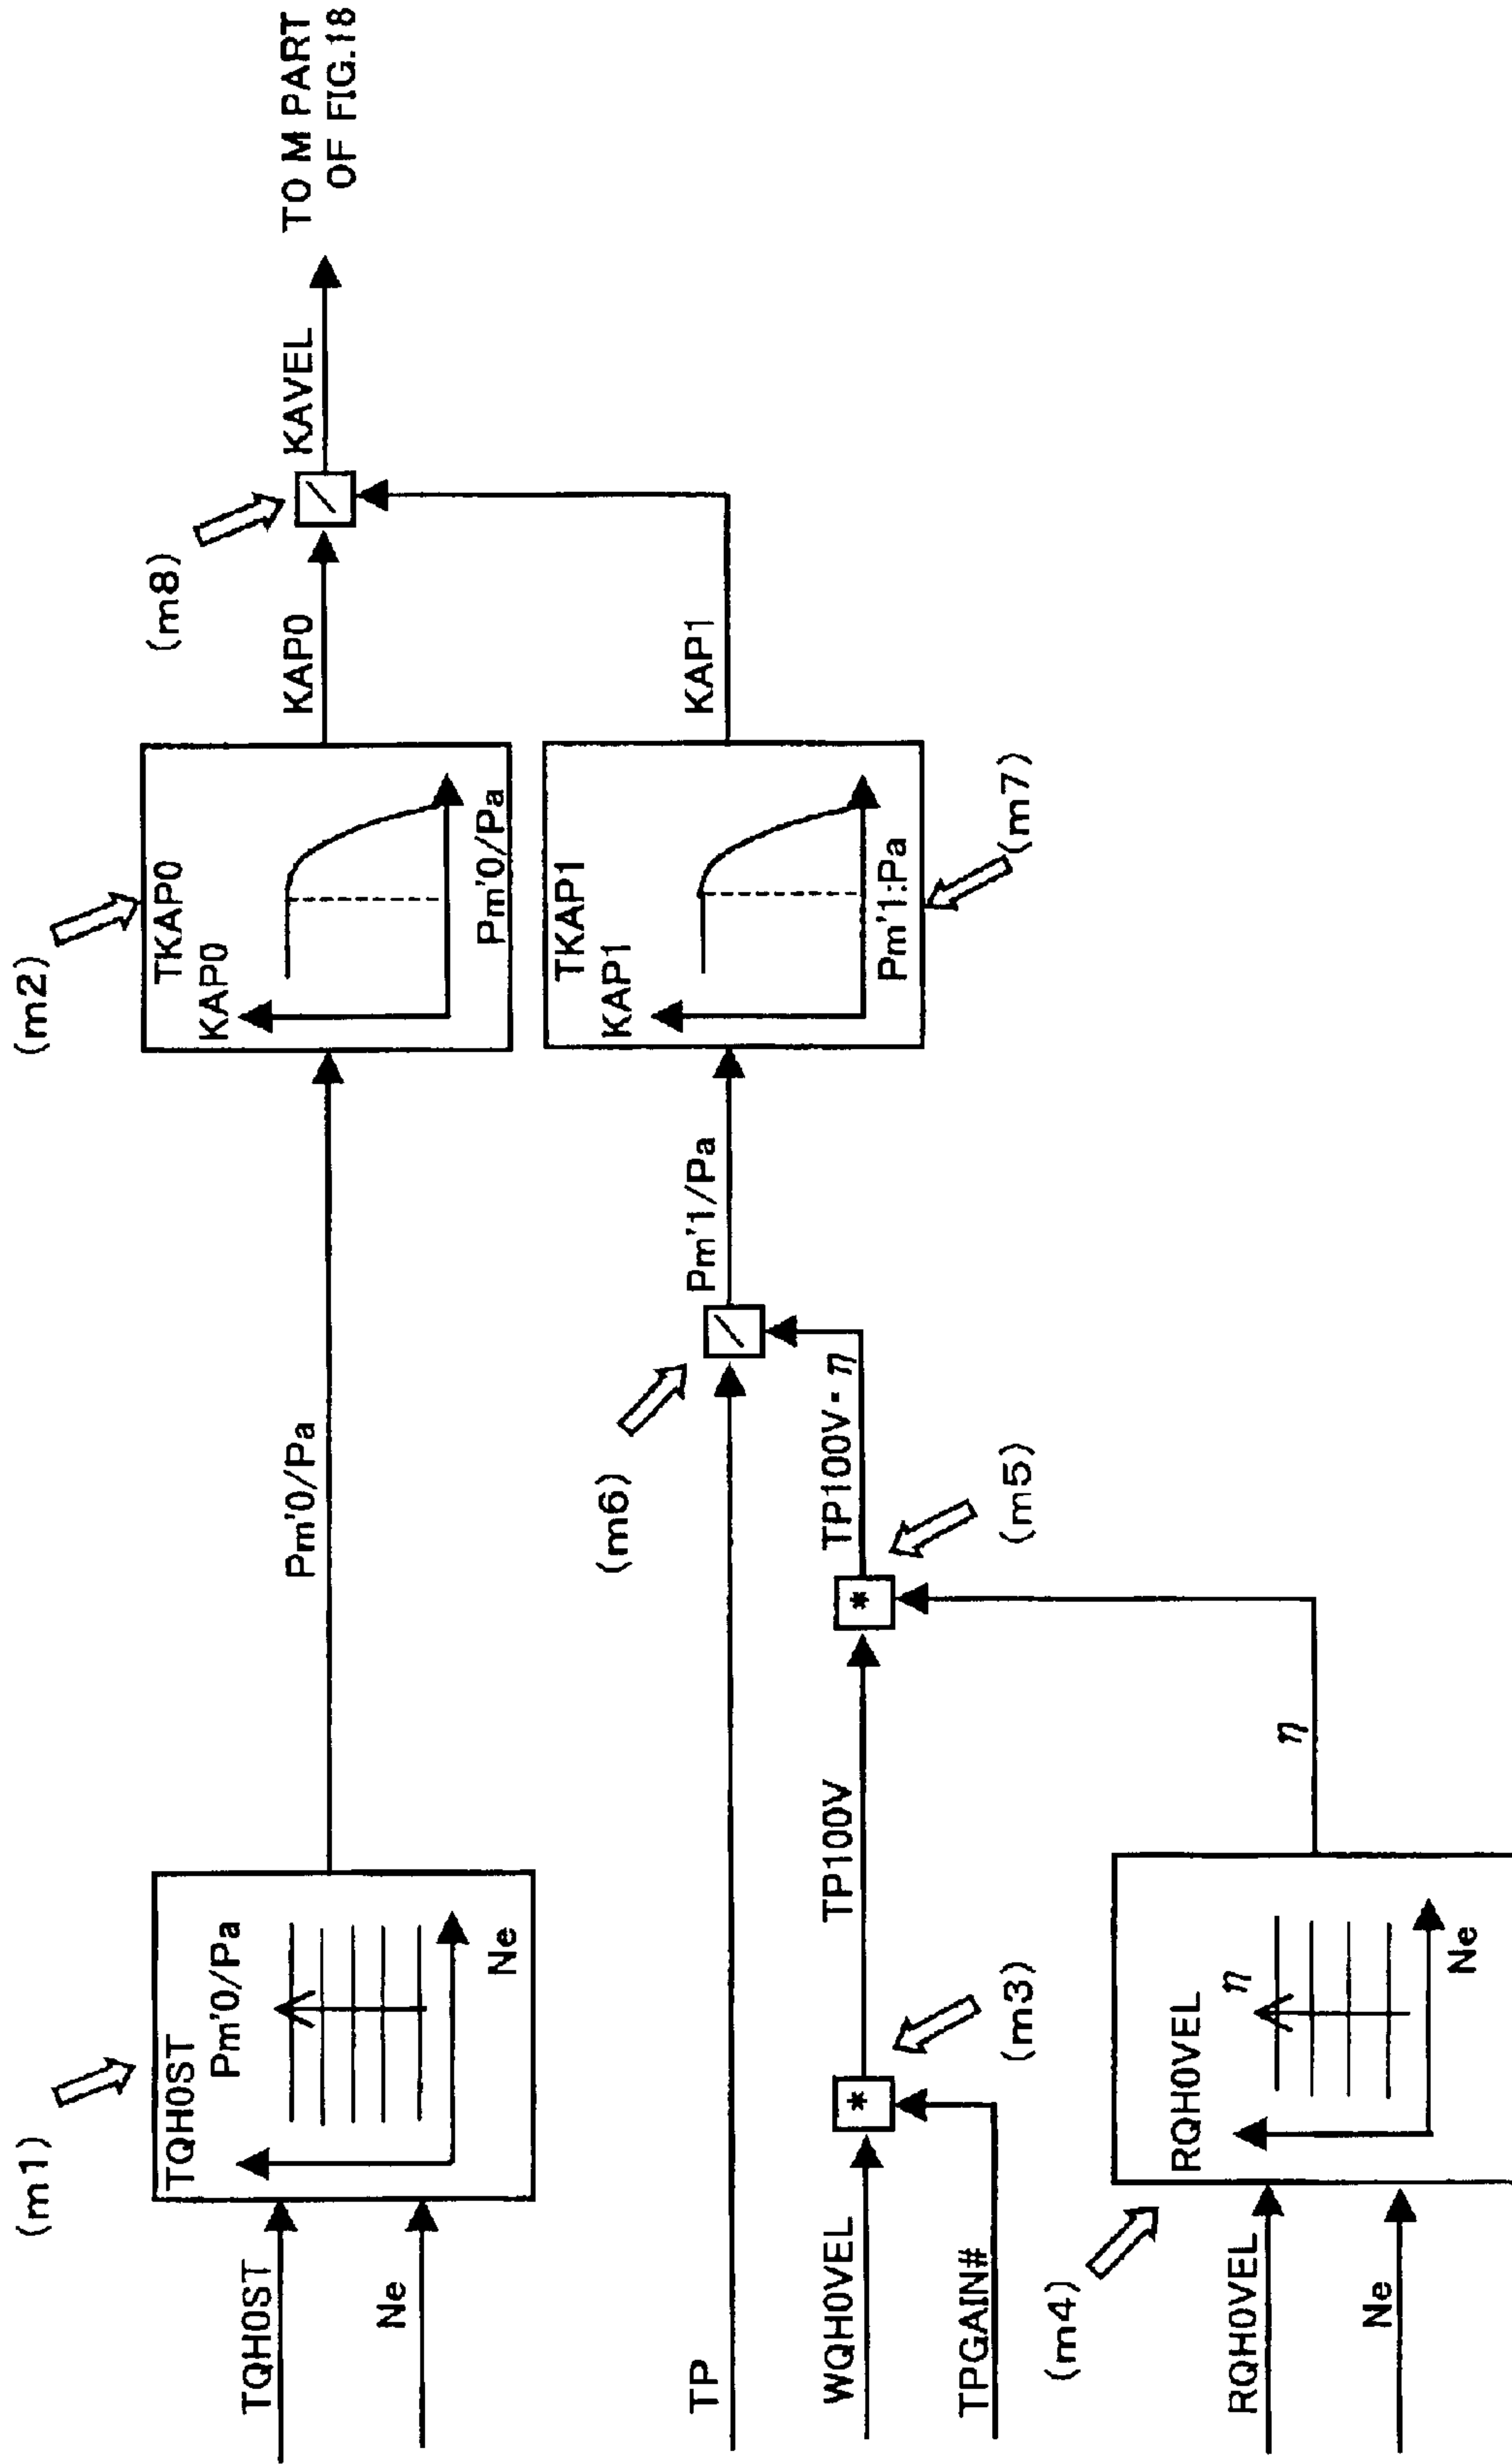 (m1)
TQH0ST
Ne
TQH0ST
Pm'0/Pa
Ne
Pm'0/Pa
(m2)
TKAP0
KAP0
Pm'0/Pa
KAP0
(m8)
/
KAVEL
TO M PART
OF FIG.18
TP
(m6)
/
Pm'1/Pa
TKAP1
KAP1
Pm'1:Pa
(m7)
KAP1
WQH0VEL
TPGAIN#
*
(m3)
TP100V
*
(m5)
TP100V・η
(m4)
RQH0VEL
Ne
RQH0VEL
η
Ne
η